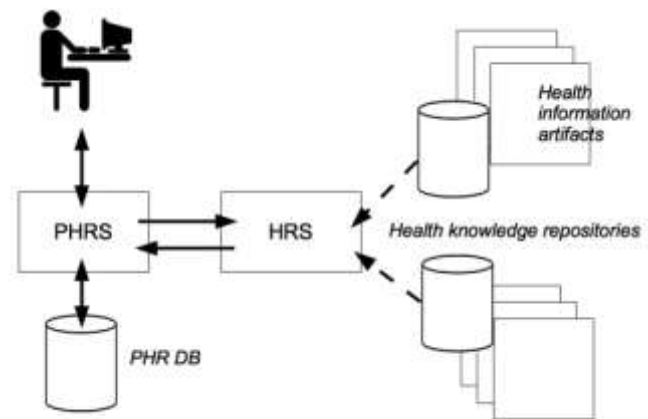 Health
information
artifacts
PHRS
HRS
Health knowledge repositories
PHR DB